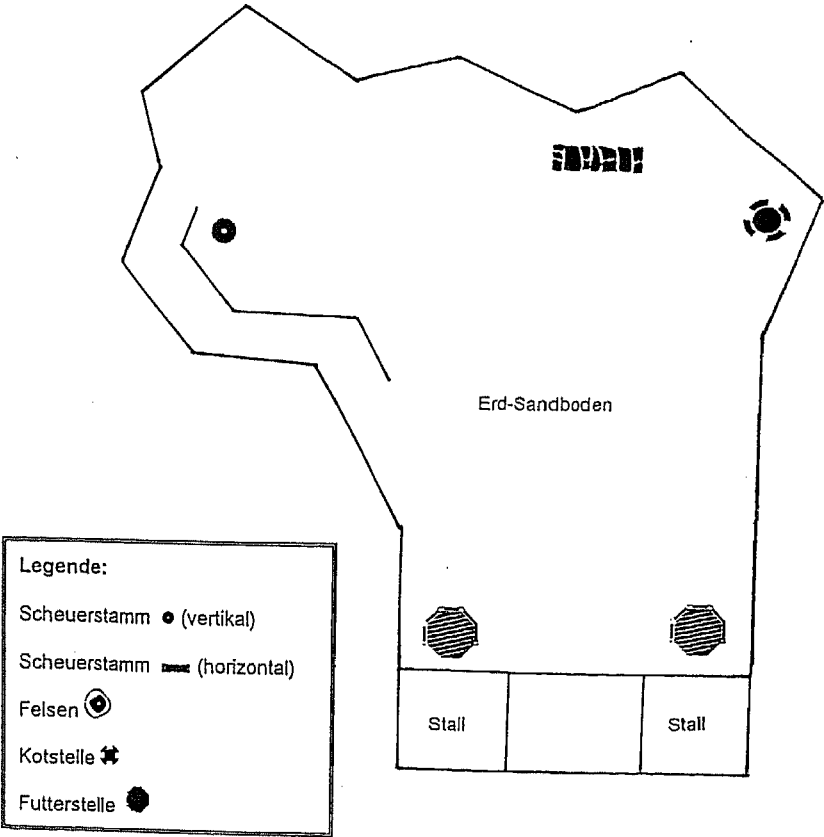 Erd-Sandboden
Stall
Stall
Legende:
Scheuerstamm (vertikal)
Scheuerstamm (horizontal)
Felsen
Kotstelle
Futterstelle